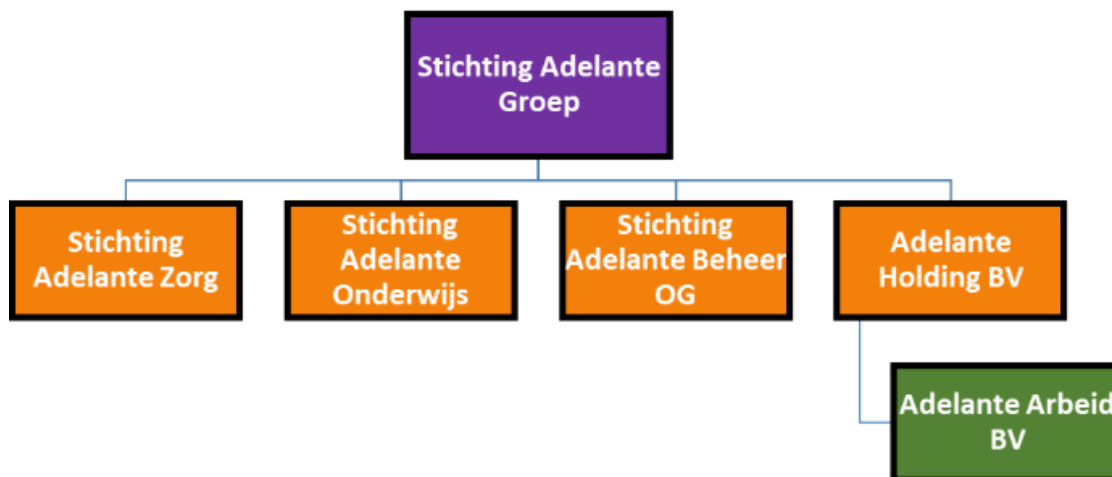 Stichting Adelante
Groep
Stichting
Adelante Zorg
Stichting
Adelante
Onderwijs
Stichting
Adelante Beheer
OG
Adelante
Holding BV
Adelante Arbeid
BV